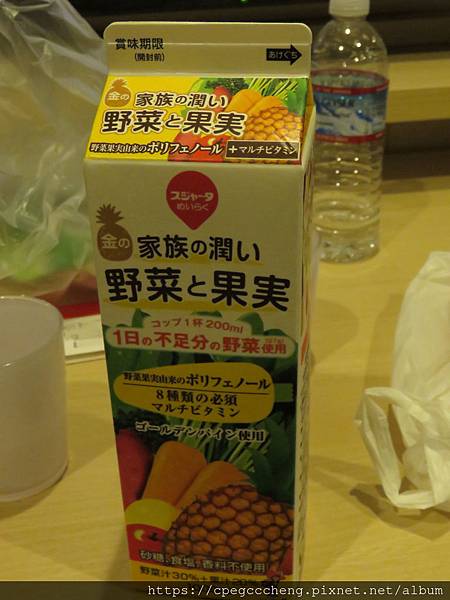 賞味期限
(開封前)
あけぐち
金の
家族の潤い
野菜と果実
野菜果実由来のポリフェノール
+マルチビタミン
スジャータ
めいらく
金の
家族の潤い
野菜と果実
コップ1杯200ml
1日の不足分の野菜 使用
野菜果実由来のポリフェノール
8種類の必須
マルチビタミン
ゴールデンパイン使用
砂糖・食塩・香料不使用
野菜汁30%+果汁
https://cpegcccheng.pixnet.net/album